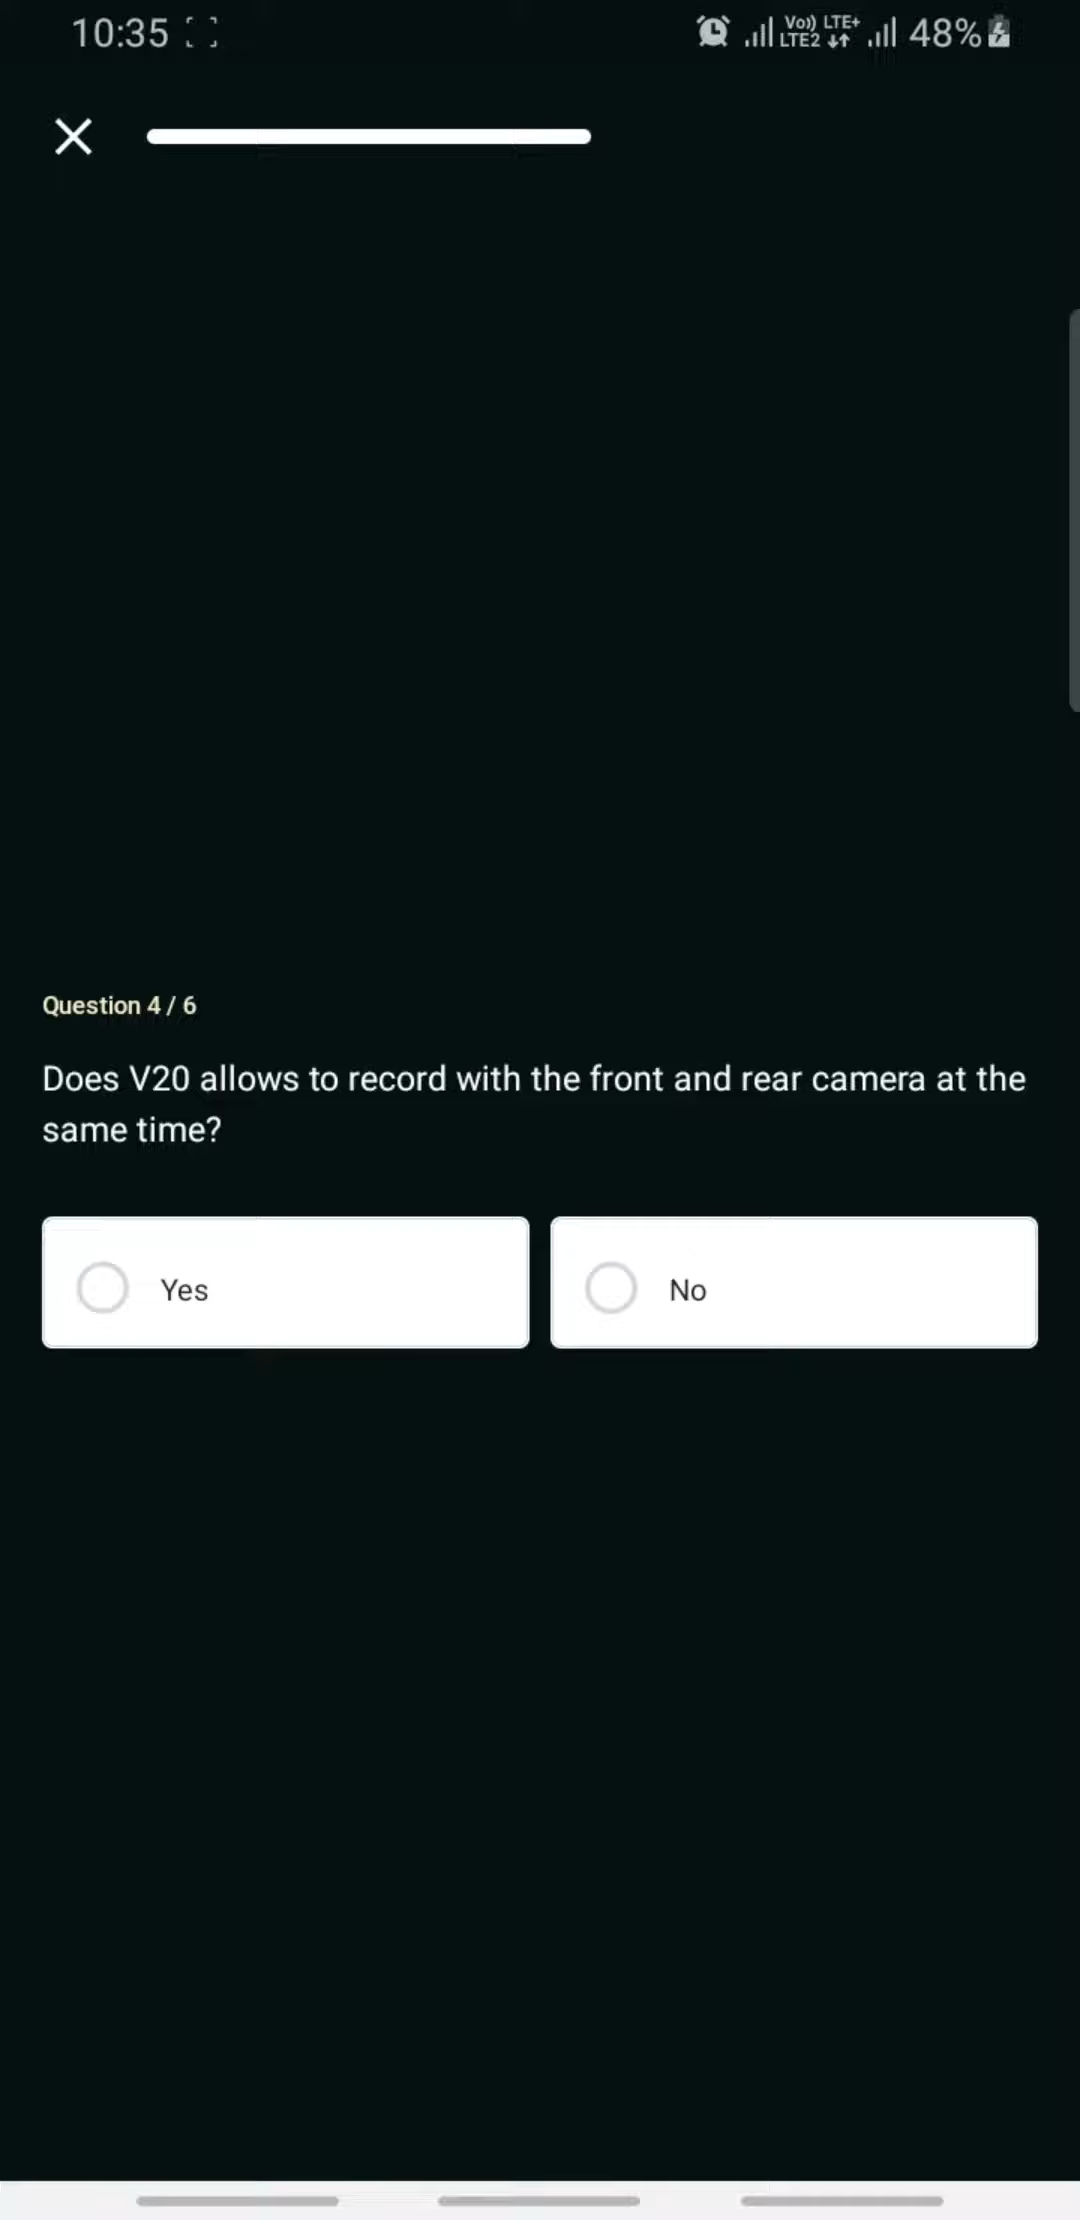 10:35 Vo)) LTE+ LTE2 48%
Question 4 / 6
Does V20 allows to record with the front and rear camera at the
same time?
Yes No